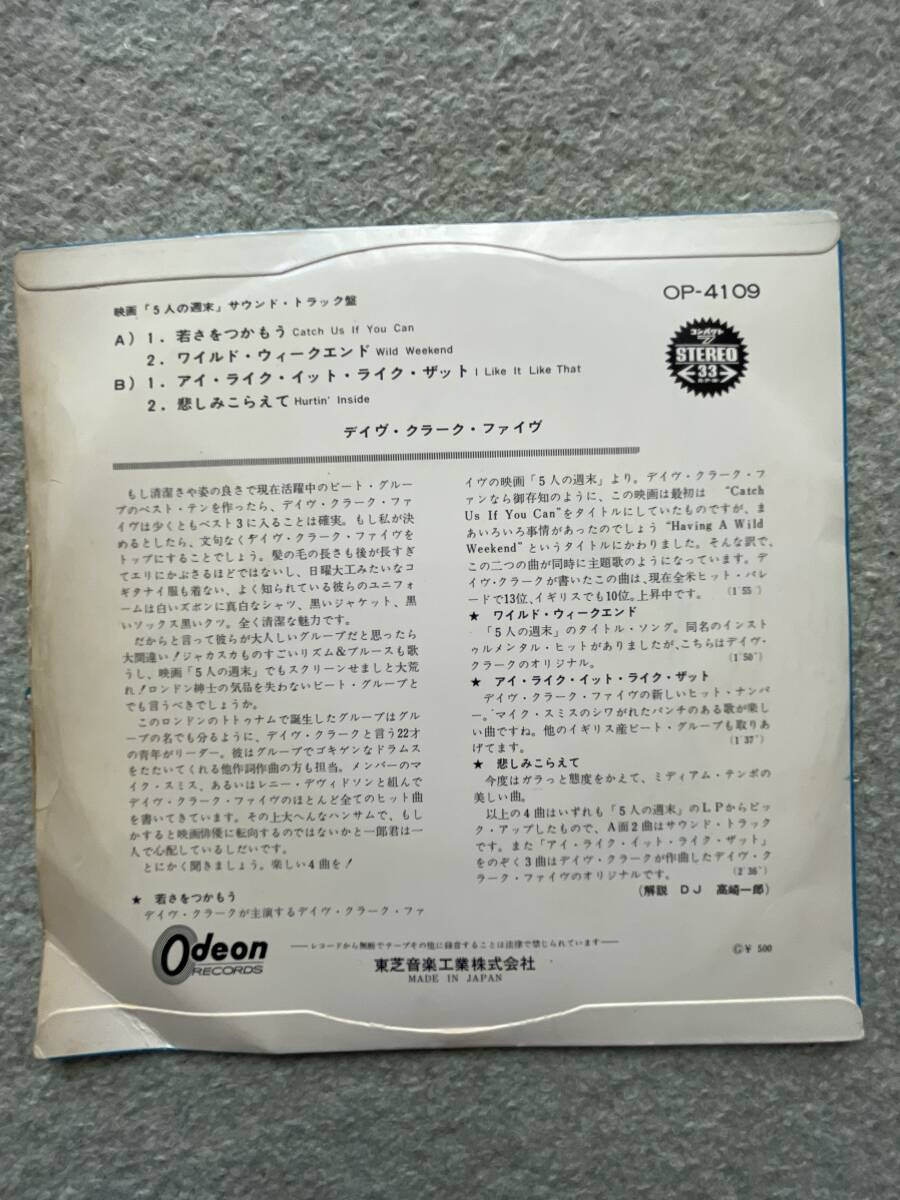 映画「5人の週末」サウンド・トラック盤
OP-4109
A) 1. 若さをつかもう Catch Us If You Can
2. ワイルド・ウィークエンド Wild Weekend
B) 1. アイ・ライク・イット・ライク・ザット I Like It Like That
2. 悲しみこらえて Hurtin' Inside
デイヴ・クラーク・ファイヴ
コンパクト
7
STEREO
33
もし清潔さや姿の良さで現在活躍中のビート・グルー
プのベスト・テンを作ったら、デイヴ・クラーク・ファ
イヴは少くともベスト3に入ることは確実。もし私が決
めるとしたら、文句なくデイヴ・クラーク・ファイヴを
トップにすることでしょう。髪の毛の長さも後が長すぎ
てエリにかぶさるほどではないし、日曜大工みたいなコ
ギタナイ服も着ない、よく知られている彼らのユニフォ
ームは白いズボンに真白なシャツ、黒いジャケット、黒
いソックス黒いクツ。全く清潔な魅力です。
だからと言って彼らが大人しいグループだと思ったら
大間違い!ジャカスカものすごいリズム&ブルースも歌
うし、映画「5人の週末」でもスクリーンせましと大荒
れ!ロンドン紳士の気品を失わないビート・グループと
でも言うべきでしょうか。
このロンドンのトトゥナムで誕生したグループはグルー
プの名でも分るように、デイヴ・クラークと言う22才
の青年がリーダー。彼はグループでゴキゲンなドラムス
をたたいてくれる他作詞作曲の方も担当。メンバーのマ
イク・スミス、あるいはレニー・デヴィドソンと組んで
デイヴ・クラーク・ファイヴのほとんど全てのヒット曲
を書いてきています。その上大へんなハンサムで、もし
かすると映画俳優に転向するのではないかと一郎君は一
人で心配しているしだいです。
とにかく聞きましょう。楽しい4曲を!
★ 若さをつかもう
デイヴ・クラークが主演するデイヴ・クラーク・ファ
イヴの映画「5人の週末」より。デイヴ・クラーク・フ
ァンなら御存知のように、この映画は最初は “Catch
Us If You Can”をタイトルにしていたものですが、ま
あいろいろ事情があったのでしょう “Having A Wild
Weekend” というタイトルにかわりました。そんな訳で、
この二つの曲が同時に主題歌のようになっています。デ
イヴ・クラークが書いたこの曲は、現在全米ヒット・パレ
ードで13位、イギリスでも10位。上昇中です。 (1′55″)
★ ワイルド・ウィークエンド
「5人の週末」のタイトル・ソング。同名のインスト
ゥルメンタル・ヒットがありましたが、こちらはデイヴ・
クラークのオリジナル。 (1′50″)
★ アイ・ライク・イット・ライク・ザット
デイヴ・クラーク・ファイヴの新しいヒット・ナンバ
ー。マイク・スミスのシワがれたパンチのある歌が楽し
い曲ですね。他のイギリス産ビート・グループも取りあ
げてます。 (1′37″)
★ 悲しみこらえて
今度はガラっと態度をかえて、ミディアム・テンポの
美しい曲。
以上の4曲はいずれも「5人の週末」のLPからピッ
ク・アップしたもので、A面2曲はサウンド・トラック
です。また「アイ・ライク・イット・ライク・ザット」
をのぞく3曲はデイヴ・クラークが作曲したデイヴ・ク
ラーク・ファイヴのオリジナルです。 (2′36″)
(解説 DJ 高崎一郎)
Odeon
RECORDS
レコードから無断でテープその他に録音することは法律で禁じられています
東芝音楽工業株式会社
MADE IN JAPAN
Ⓖ¥ 500